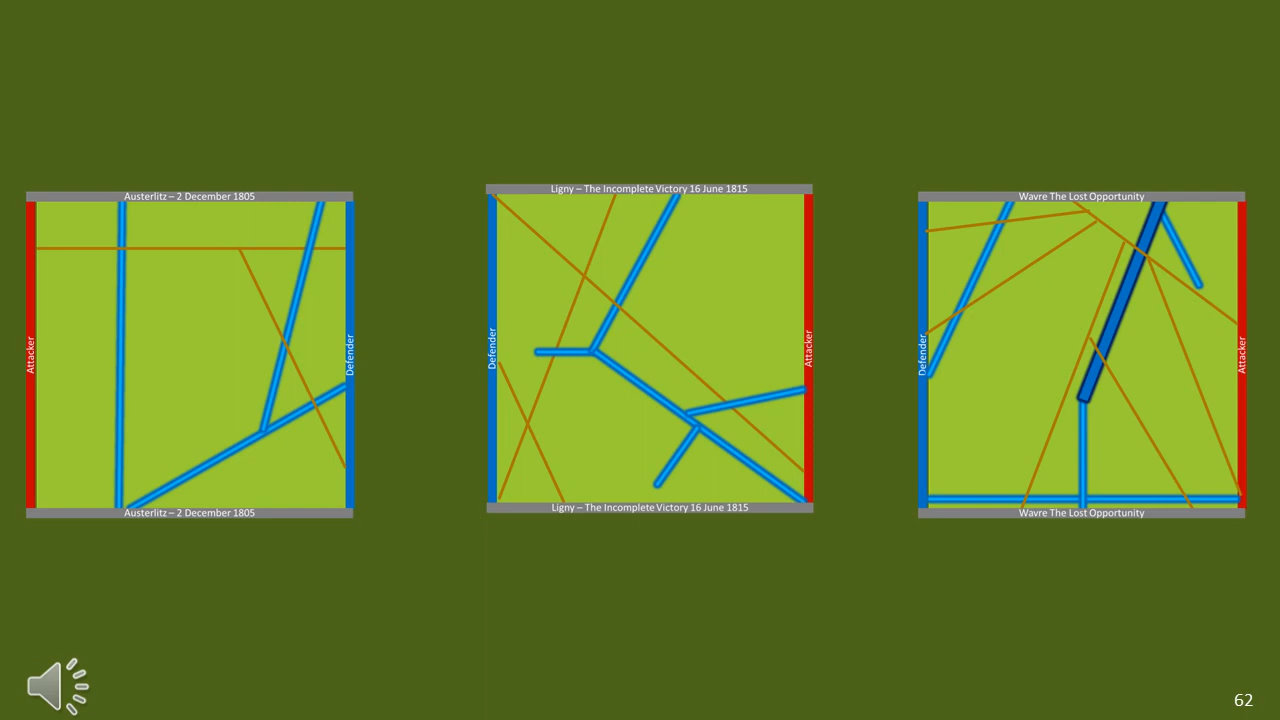 Austerlitz – 2 December 1805
Attacker
Defender
Austerlitz – 2 December 1805
Ligny – The Incomplete Victory 16 June 1815
Defender
Attacker
Ligny – The Incomplete Victory 16 June 1815
Wavre The Lost Opportunity
Defender
Attacker
Wavre The Lost Opportunity
62